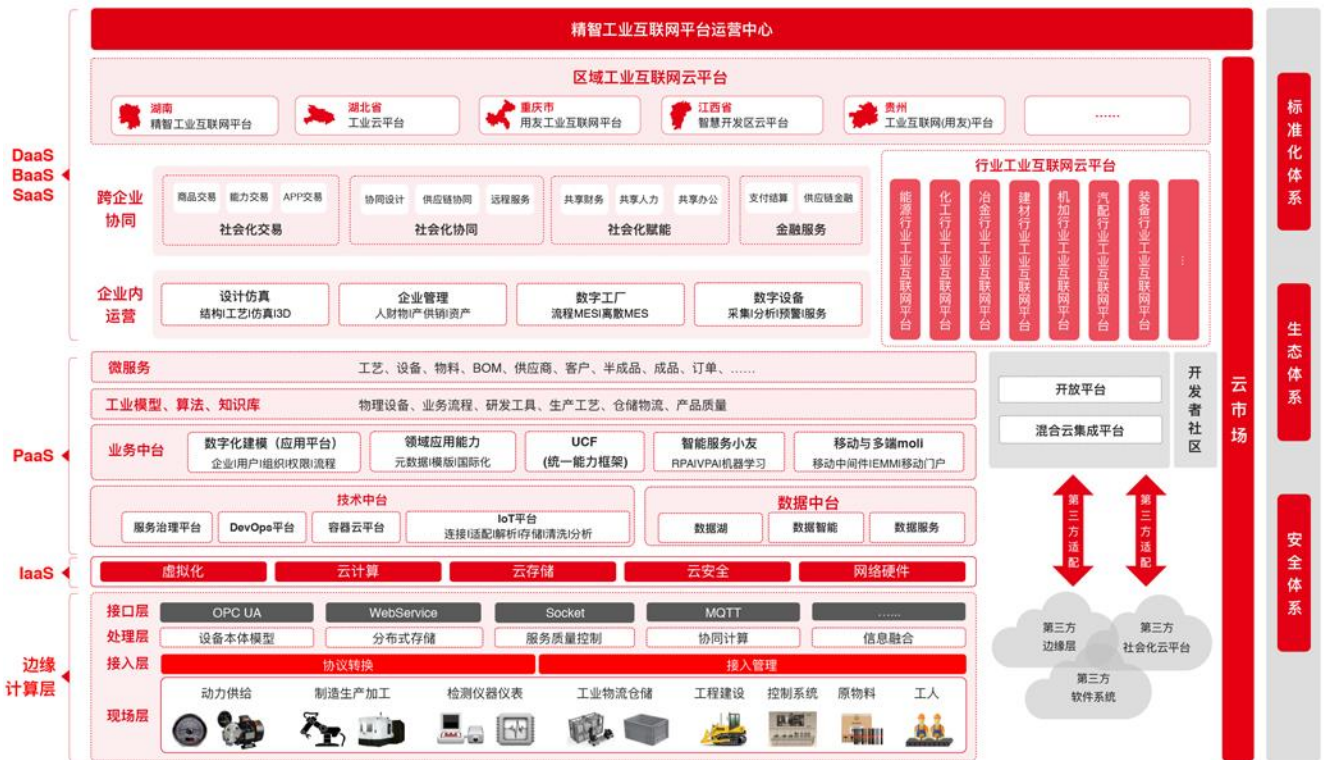 精智工业互联网平台运营中心
区域工业互联网云平台
湖南
精智工业互联网平台
湖北省
工业云平台
重庆市
用友工业互联网平台
江西省
智慧开发区云平台
贵州
工业互联网(用友)平台
……
DaaS
BaaS
SaaS
跨企业
协同
商品交易
能力交易
APP交易
社会化交易
协同设计
供应链协同
远程服务
社会化协同
共享财务
共享人力
共享办公
社会化赋能
支付结算
供应链金融
金融服务
企业内
运营
设计仿真
结构|工艺|仿真|3D
企业管理
人财物|产供销|资产
数字工厂
流程MES|离散MES
数字设备
采集|分析|预警|服务
行业工业互联网云平台
能源行业工业互联网平台
化工行业工业互联网平台
冶金行业工业互联网平台
建材行业工业互联网平台
机加行业工业互联网平台
汽配行业工业互联网平台
装备行业工业互联网平台
…
PaaS
微服务
工艺、设备、物料、BOM、供应商、客户、半成品、成品、订单、……
工业模型、算法、知识库
物理设备、业务流程、研发工具、生产工艺、仓储物流、产品质量
业务中台
数字化建模（应用平台）
企业|用户|组织|权限|流程
领域应用能力
元数据|模版|国际化
UCF
(统一能力框架)
智能服务小友
RPA|VPA|机器学习
移动与多端moli
移动中间件|EMM|移动门户
技术中台
服务治理平台
DevOps平台
容器云平台
IoT平台
连接|适配|解析|存储|清洗|分析
数据中台
数据湖
数据智能
数据服务
开放平台
混合云集成平台
开发者社区
第三方适配
第三方适配
第三方
边缘层
第三方
社会化云平台
第三方
软件系统
IaaS
虚拟化
云计算
云存储
云安全
网络硬件
边缘
计算层
接口层
OPC UA
WebService
Socket
MQTT
……
处理层
设备本体模型
分布式存储
服务质量控制
协同计算
信息融合
接入层
协议转换
接入管理
现场层
动力供给
制造生产加工
检测仪器仪表
工业物流仓储
工程建设
控制系统
原物料
工人
云市场
标准化体系
生态体系
安全体系